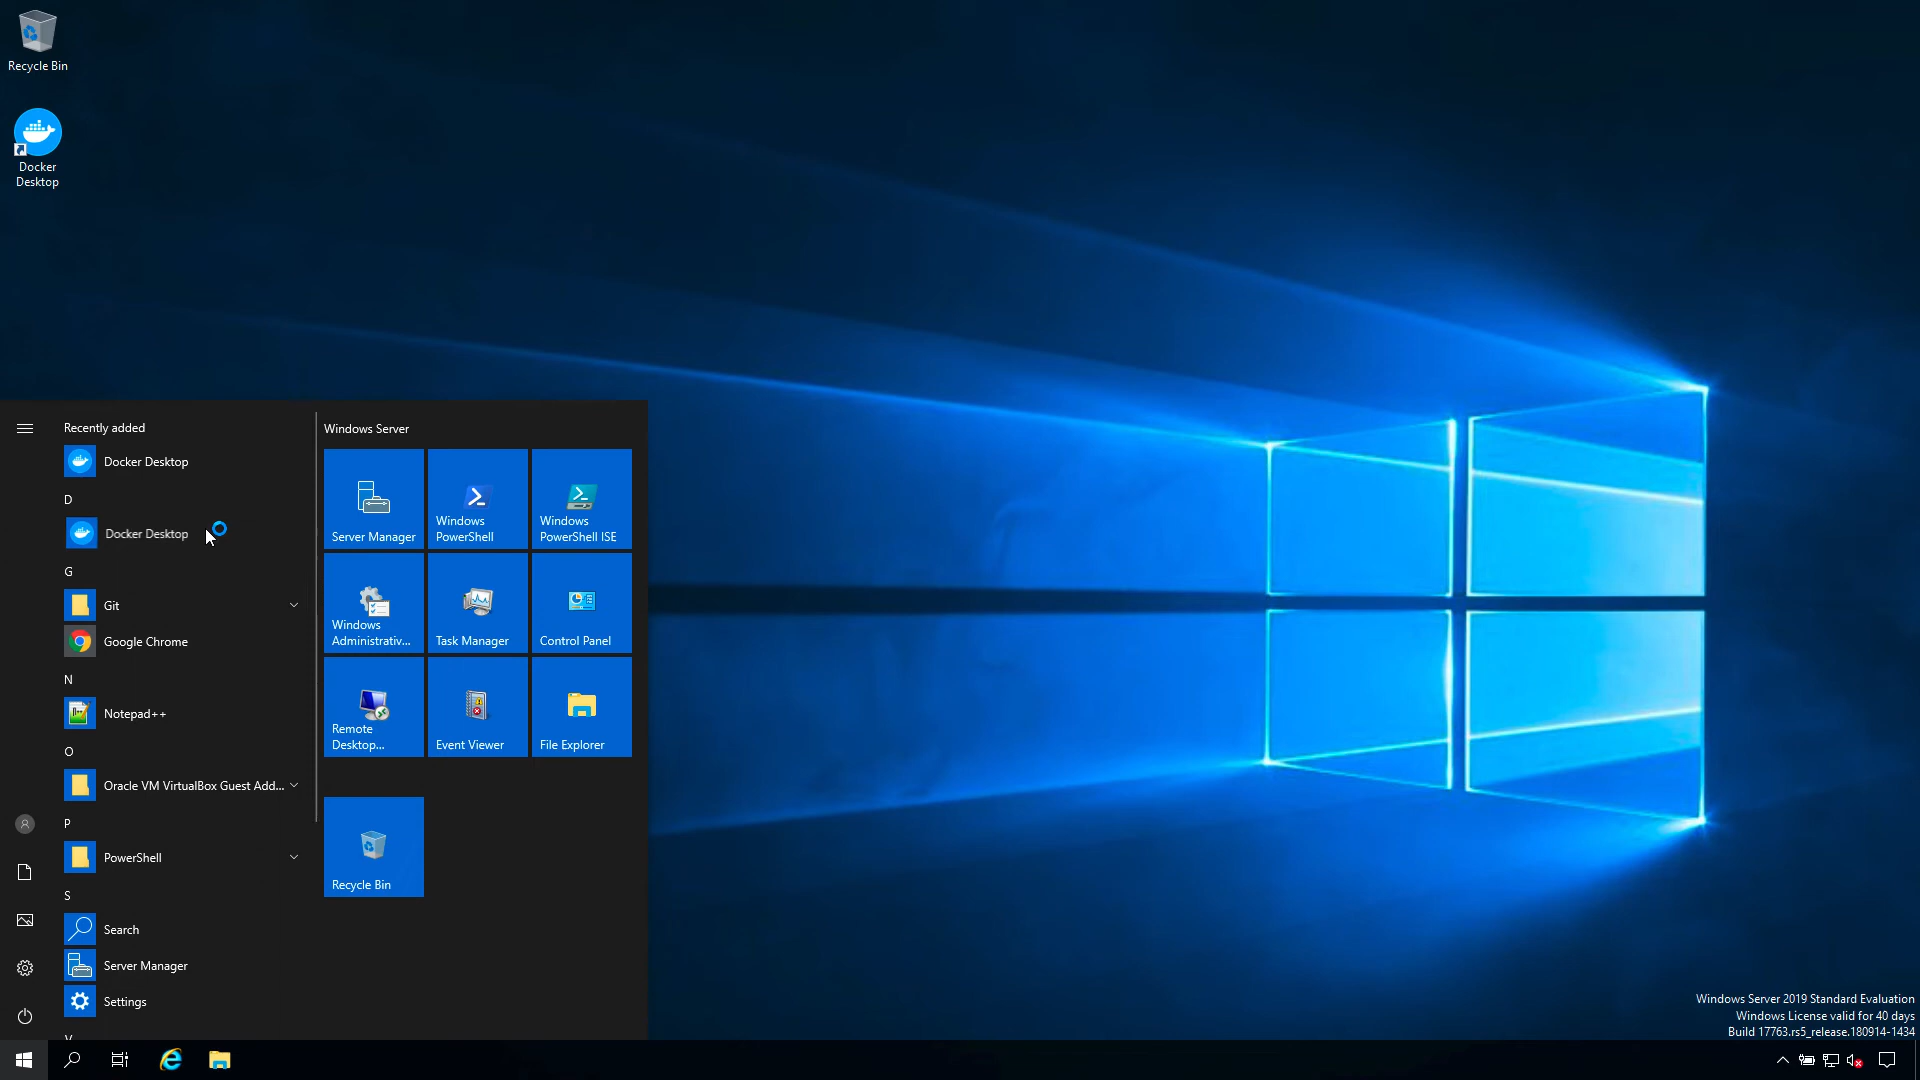 Recycle Bin
Docker
Desktop
Recently added
Docker Desktop
D
Docker Desktop
G
Git
Google Chrome
N
Notepad++
O
Oracle VM VirtualBox Guest Add...
P
PowerShell
S
Search
Server Manager
Settings
V
Windows Server
Server Manager
Windows
PowerShell
Windows
PowerShell ISE
Windows
Administrativ...
Task Manager
Control Panel
Remote
Desktop...
Event Viewer
File Explorer
Recycle Bin
Windows Server 2019 Standard Evaluation
Windows License valid for 40 days
Build 17763.rs5_release.180914-1434